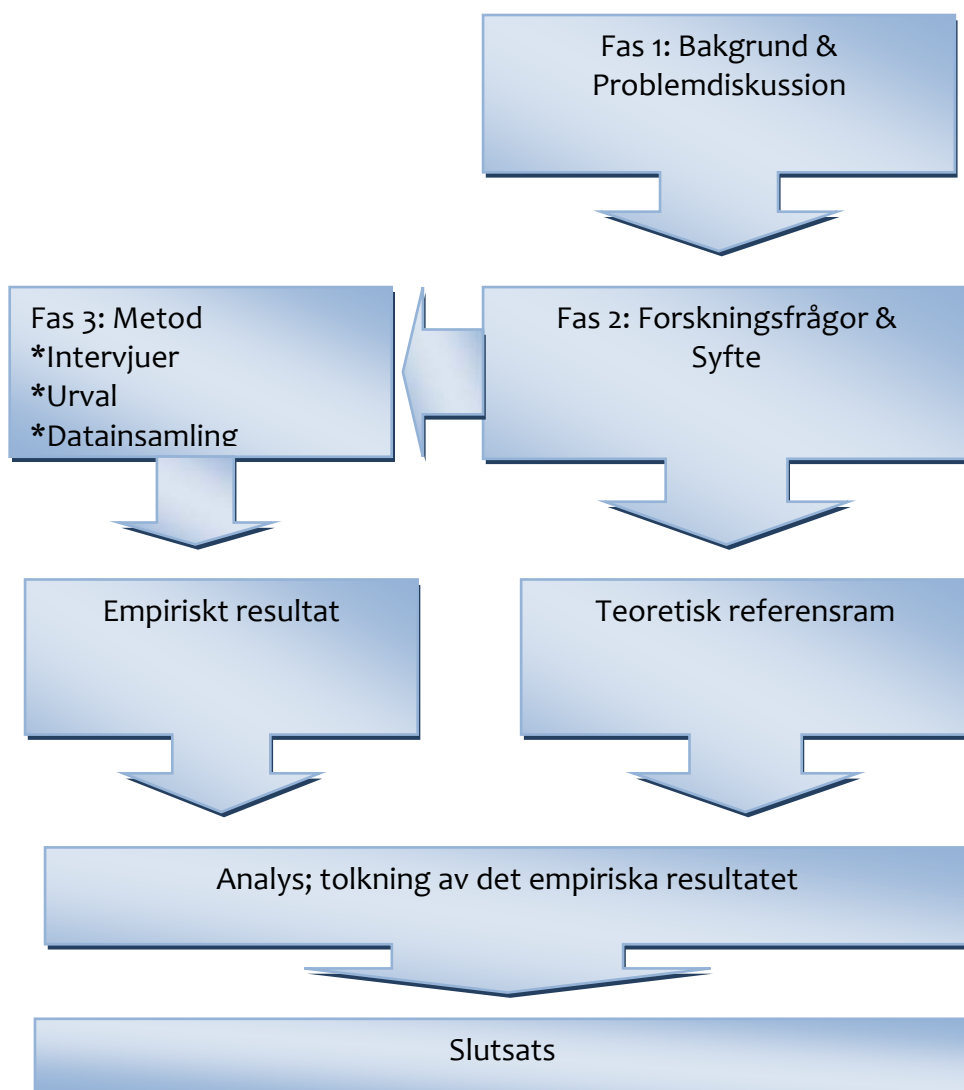 Fas 1: Bakgrund &
Problemdiskussion
Fas 2: Forskningsfrågor &
Syfte
Fas 3: Metod
*Intervjuer
*Urval
*Datainsamling
Empiriskt resultat
Teoretisk referensram
Analys; tolkning av det empiriska resultatet
Slutsats